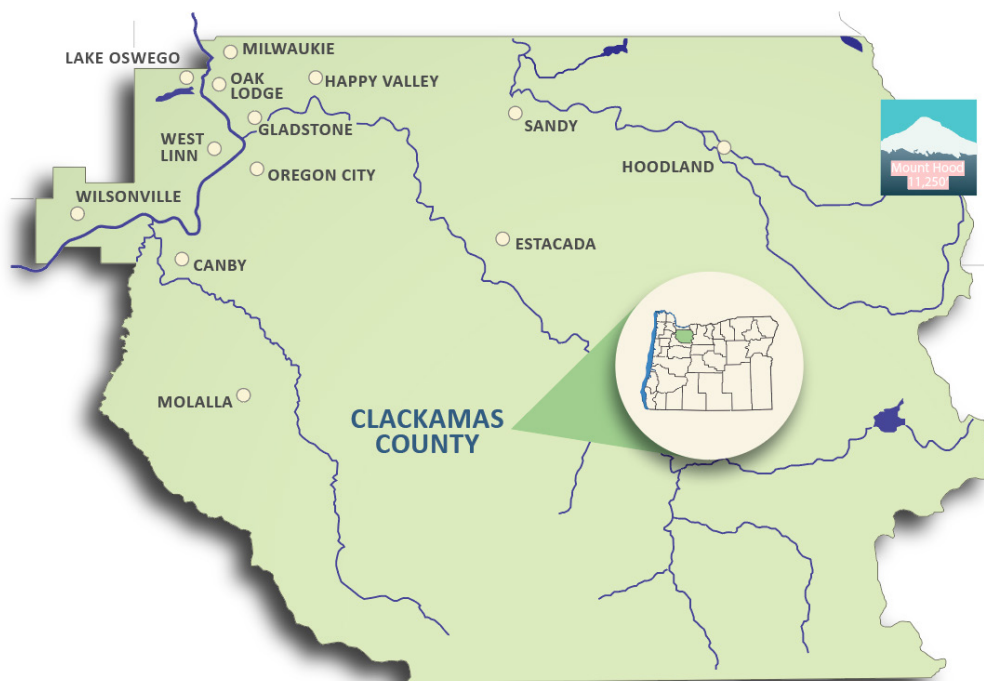 MILWAUKIE
LAKE OSWEGO
OAK
LODGE
HAPPY VALLEY
GLADSTONE
SANDY
WEST
LINN
HOODLAND
OREGON CITY
Mount Hood
11,250'
WILSONVILLE
ESTACADA
CANBY
MOLALLA
CLACKAMAS
COUNTY